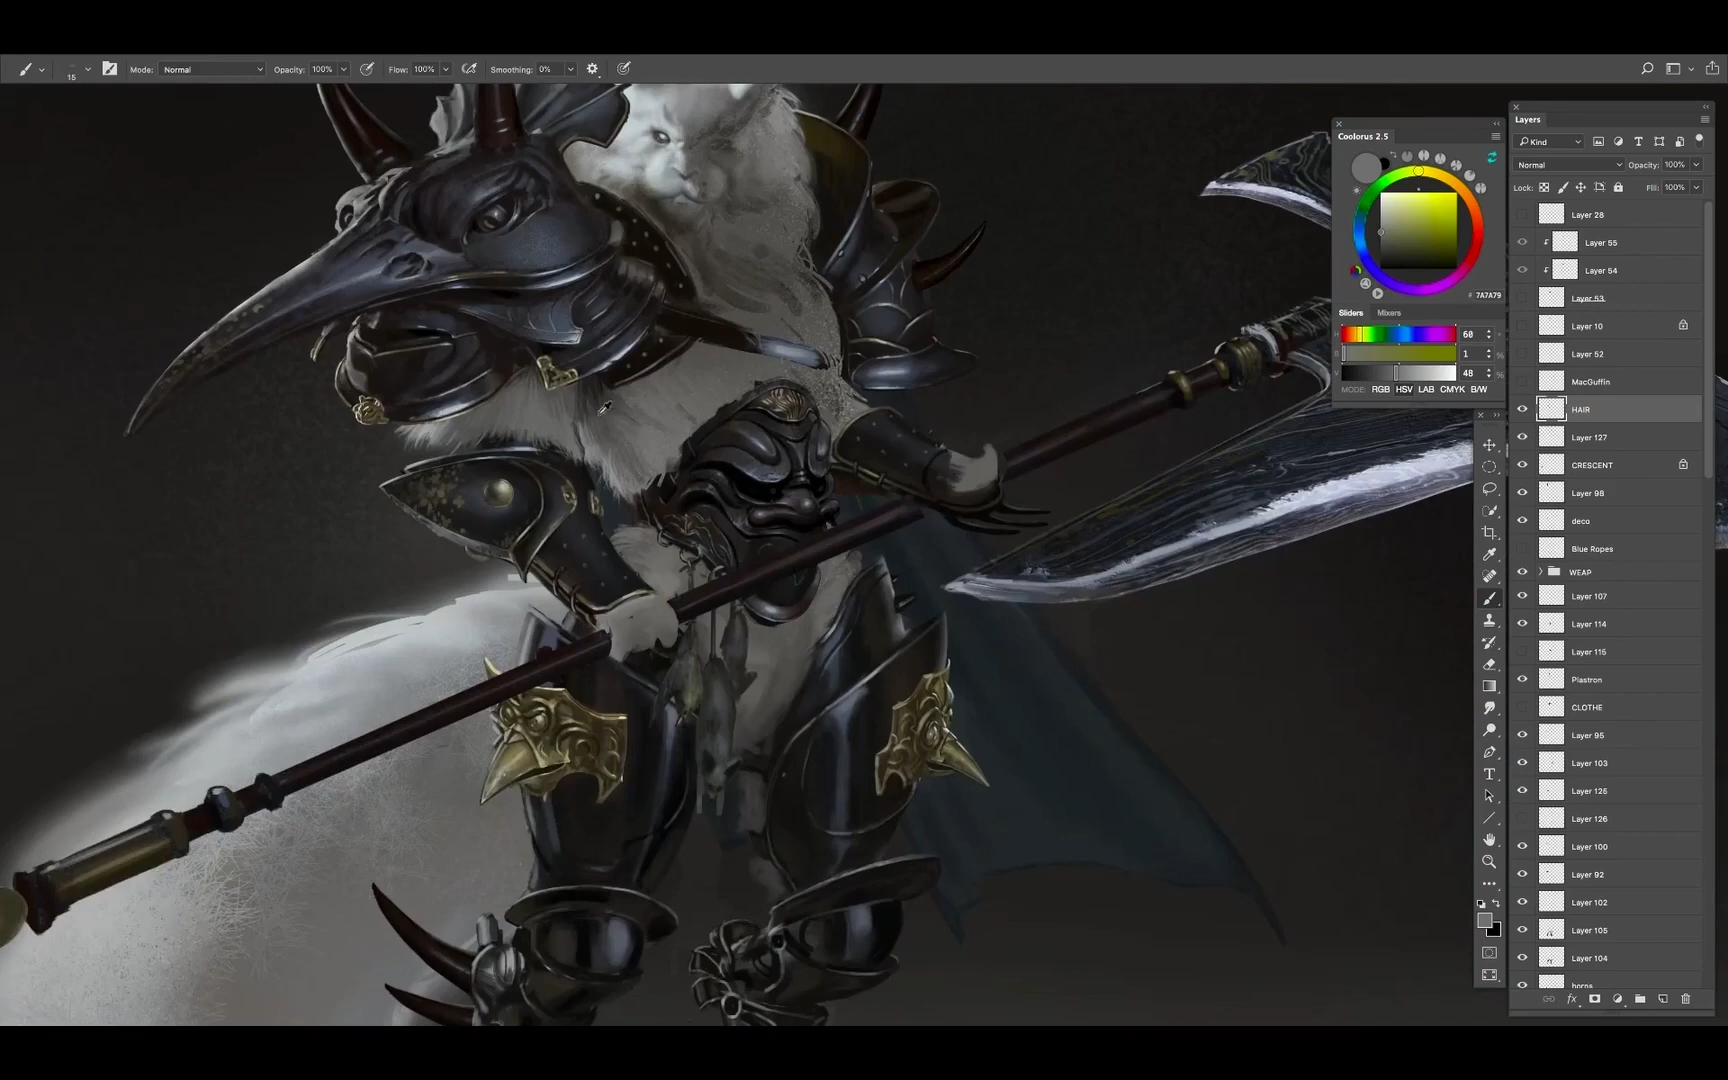 15
Mode: Normal
Opacity: 100%
Flow: 100%
Smoothing: 0%
Coolorus 2.5
# 7A7A79
Sliders
Mixers
H 60 °
B 1 %
V 48 %
MODE: RGB HSV LAB CMYK B/W
Layers
Kind
Normal
Opacity: 100%
Lock:
Fill: 100%
Layer 28
Layer 55
Layer 54
Layer 53
Layer 10
Layer 52
MacGuffin
HAIR
Layer 127
CRESCENT
Layer 98
deco
Blue Ropes
WEAP
Layer 107
Layer 114
Layer 115
Plastron
CLOTHE
Layer 95
Layer 103
Layer 125
Layer 126
Layer 100
Layer 92
Layer 102
Layer 105
Layer 104
horns
fx